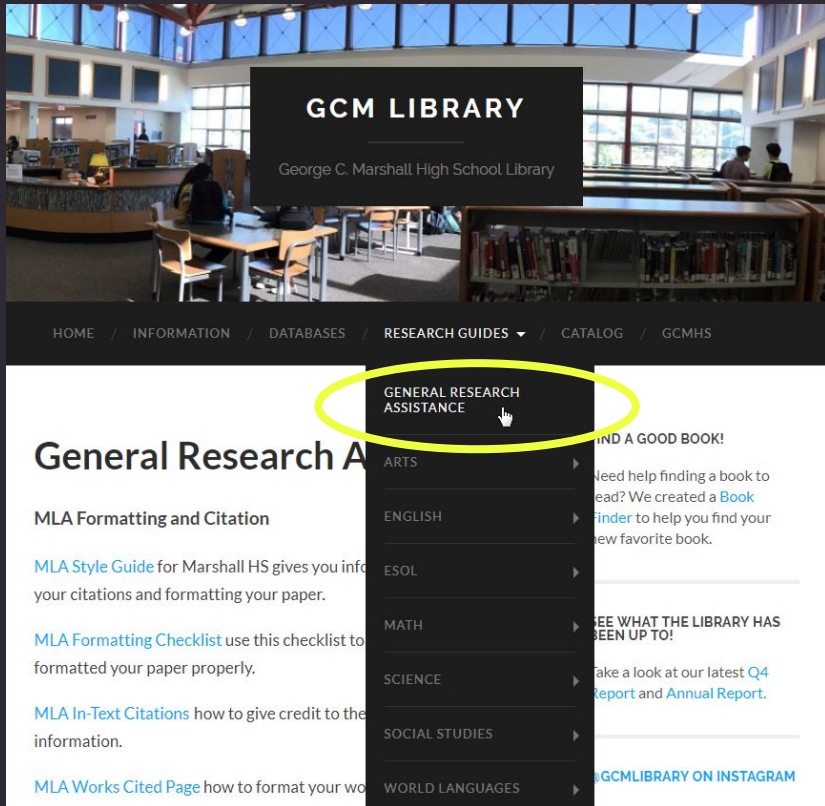 GCM LIBRARY
George C. Marshall High School Library
HOME / INFORMATION / DATABASES / RESEARCH GUIDES / CATALOG / GCMHS
GENERAL RESEARCH
ASSISTANCE
ARTS
ENGLISH
ESOL
MATH
SCIENCE
SOCIAL STUDIES
WORLD LANGUAGES
General Research A
MLA Formatting and Citation
MLA Style Guide for Marshall HS gives you info
your citations and formatting your paper.
MLA Formatting Checklist use this checklist to
formatted your paper properly.
MLA In-Text Citations how to give credit to the
information.
MLA Works Cited Page how to format your wo
IND A GOOD BOOK!
Need help finding a book to
ead? We created a Book
Finder to help you find your
new favorite book.
SEE WHAT THE LIBRARY HAS
BEEN UP TO!
Take a look at our latest Q4
Report and Annual Report.
@GCMLIBRARY ON INSTAGRAM